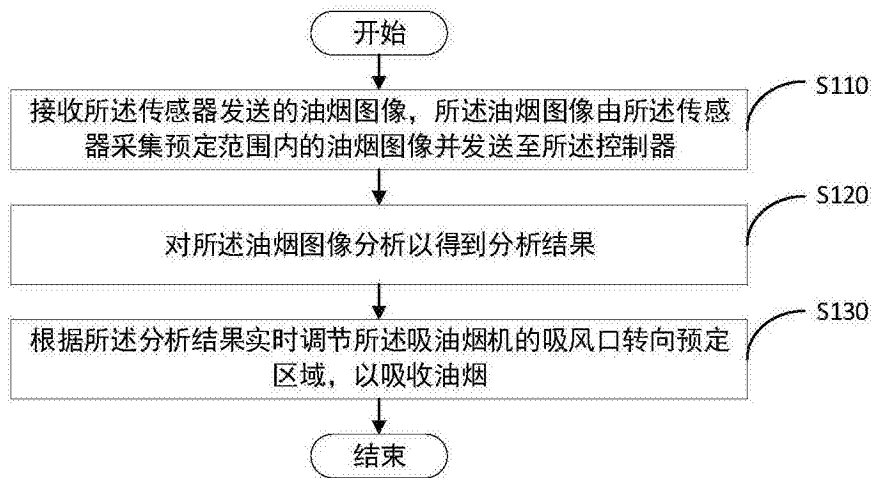 开始
S110
接收所述传感器发送的油烟图像，所述油烟图像由所述传感
器采集预定范围内的油烟图像并发送至所述控制器
S120
对所述油烟图像分析以得到分析结果
S130
根据所述分析结果实时调节所述吸油烟机的吸风口转向预定
区域，以吸收油烟
结束